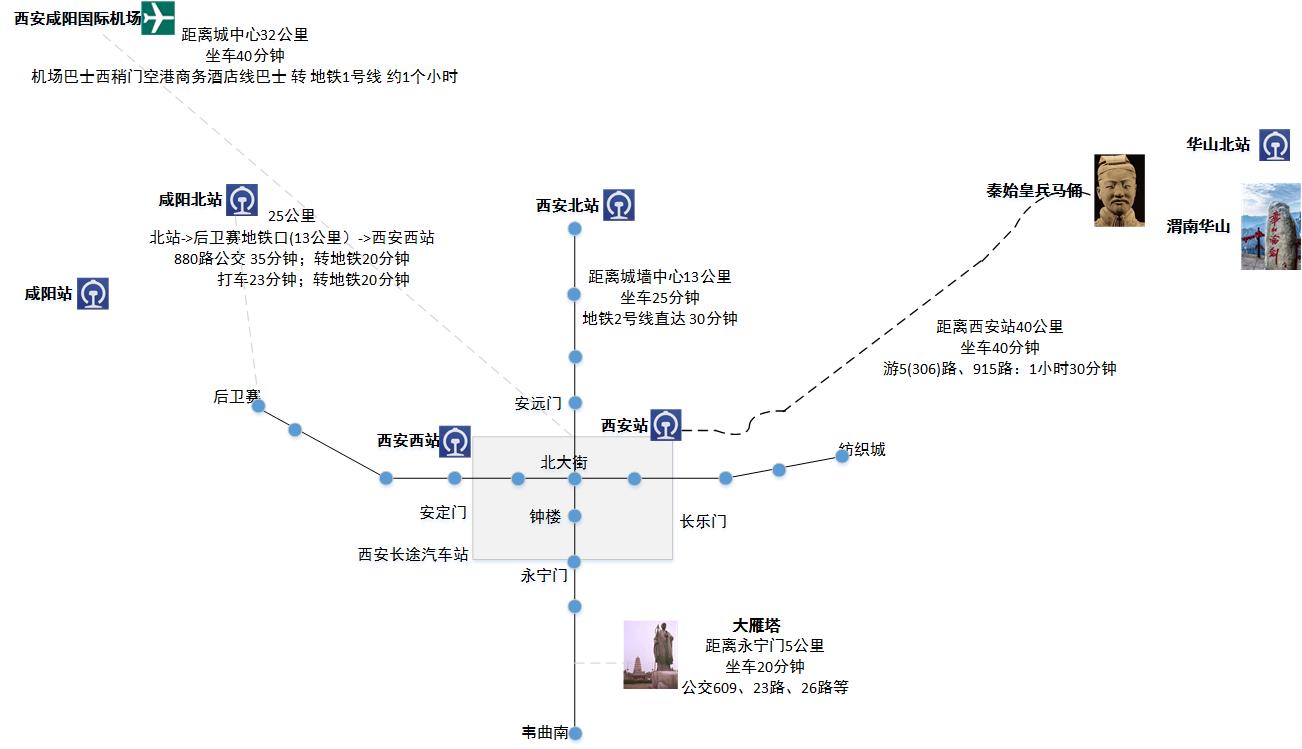 西安咸阳国际机场
距离城中心32公里
坐车40分钟
机场巴士西稍门空港商务酒店线巴士 转 地铁1号线 约1个小时
华山北站
秦始皇兵马俑
渭南华山
咸阳北站
25公里
北站->后卫赛地铁口(13公里）->西安西站
880路公交 35分钟；转地铁20分钟
打车23分钟；转地铁20分钟
西安北站
咸阳站
距离城墙中心13公里
坐车25分钟
地铁2号线直达 30分钟
距离西安站40公里
坐车40分钟
游5(306)路、915路：1小时30分钟
后卫赛
安远门
西安站
西安西站
北大街
纺织城
安定门
钟楼
长乐门
西安长途汽车站
永宁门
大雁塔
距离永宁门5公里
坐车20分钟
公交609、23路、26路等
韦曲南